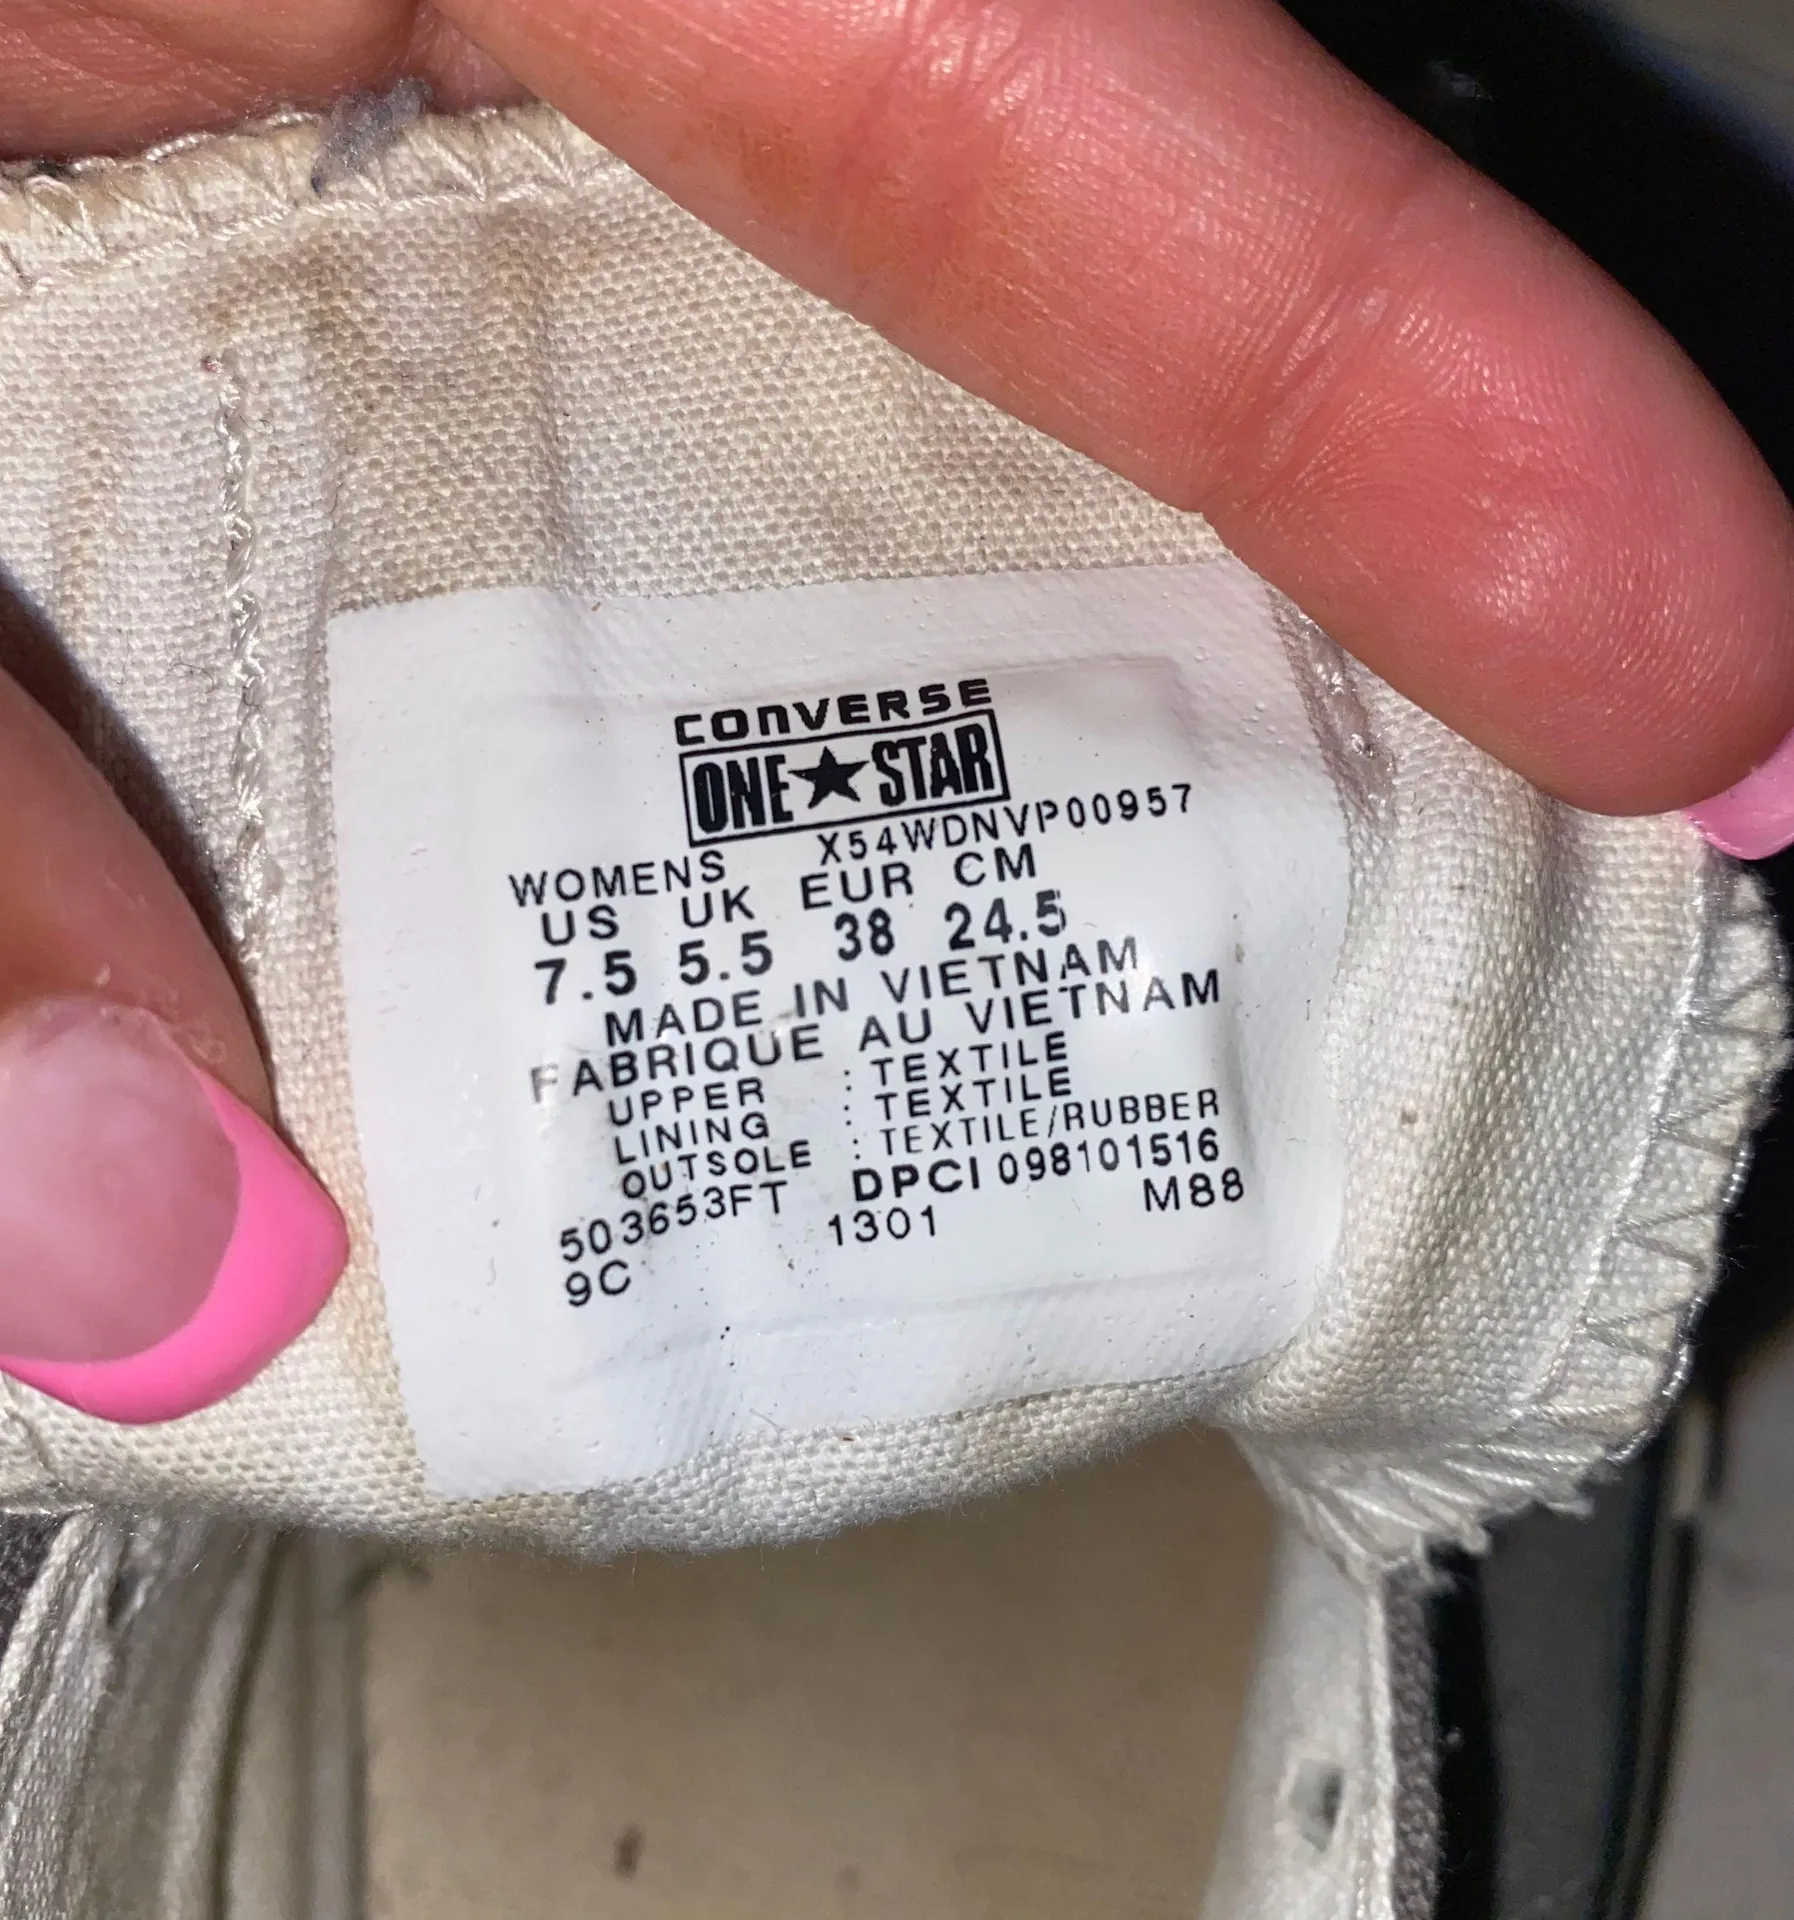 CONVERSE
ONE★STAR
WOMENS X54WDNVP00957
US UK EUR CM
7.5 5.5 38 24.5
MADE IN VIETNAM
FABRIQUE AU VIETNAM
UPPER : TEXTILE
LINING : TEXTILE
OUTSOLE : TEXTILE/RUBBER
503653FT DPCI 098101516
9C 1301 M88